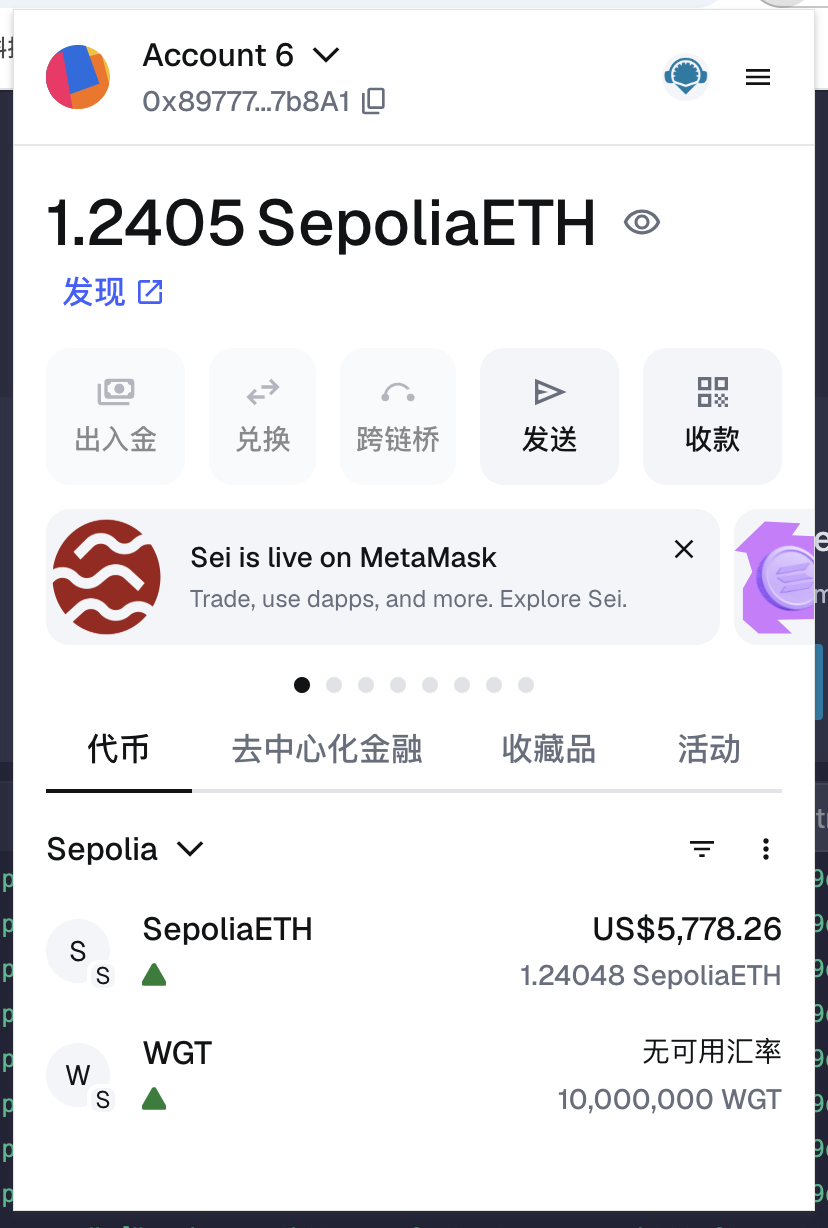 Account 6
0x89777...7b8A1
1.2405 SepoliaETH
发现
出入金
兑换
跨链桥
发送
收款
Sei is live on MetaMask
Trade, use dapps, and more. Explore Sei.
代币
去中心化金融
收藏品
活动
Sepolia
S
S
SepoliaETH
US$5,778.26
1.24048 SepoliaETH
W
S
WGT
无可用汇率
10,000,000 WGT